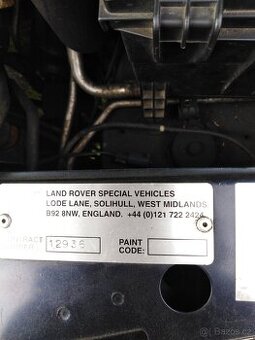 LAND ROVER SPECIAL VEHICLES
LODE LANE, SOLIHULL, WEST MIDLANDS
B92 8NW, ENGLAND. +44 (0)121 722 2424
12936 PAINT
CODE: